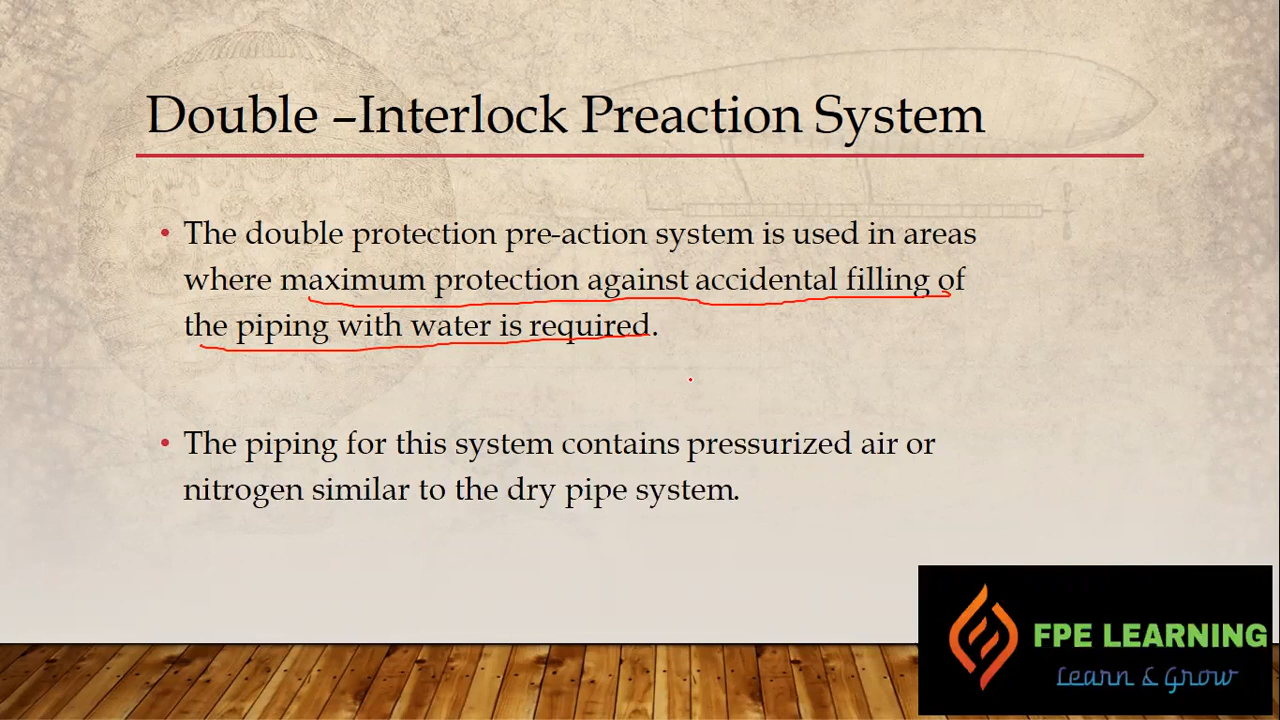 Double –Interlock Preaction System
• The double protection pre-action system is used in areas
where maximum protection against accidental filling of
the piping with water is required.
• The piping for this system contains pressurized air or
nitrogen similar to the dry pipe system.
FPE LEARNING
Learn & Grow